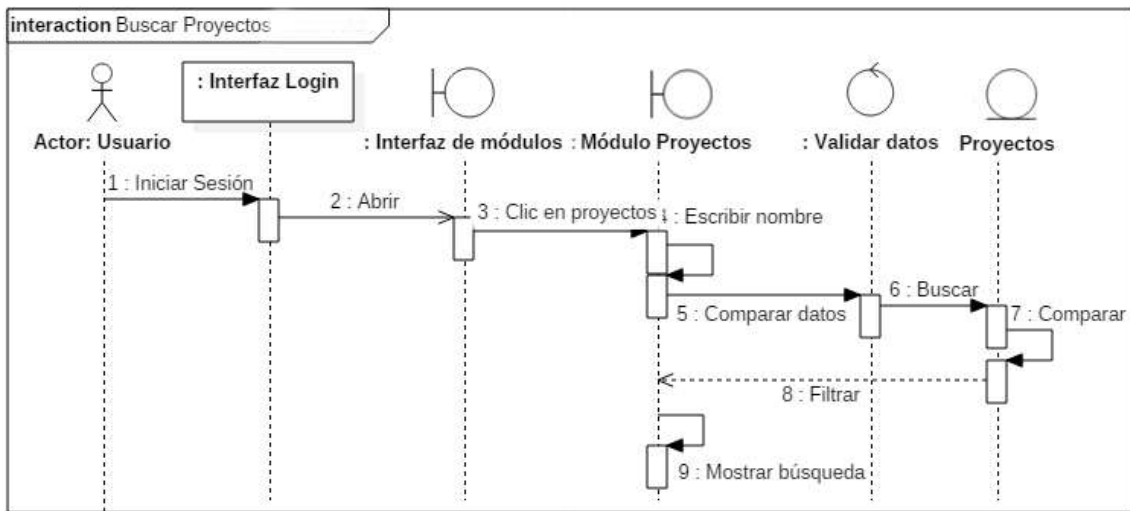 interaction Buscar Proyectos
: Interfaz Login
Actor: Usuario
: Interfaz de módulos
: Módulo Proyectos
: Validar datos
Proyectos
1 : Iniciar Sesión
2 : Abrir
3 : Clic en proyectos
: Escribir nombre
5 : Comparar datos
6 : Buscar
7 : Comparar
8 : Filtrar
9 : Mostrar búsqueda